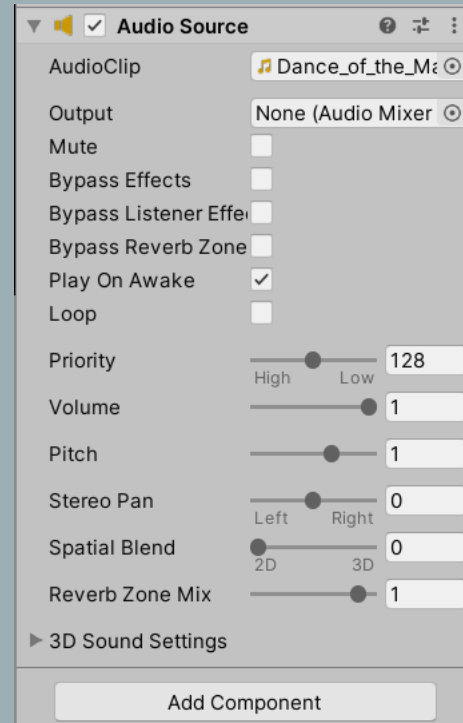 Audio Source
AudioClip Dance_of_the_Ma
Output None (Audio Mixer
Mute
Bypass Effects
Bypass Listener Effe
Bypass Reverb Zone
Play On Awake
Loop
Priority 128
High Low
Volume 1
Pitch 1
Stereo Pan 0
Left Right
Spatial Blend 0
2D 3D
Reverb Zone Mix 1
3D Sound Settings
Add Component